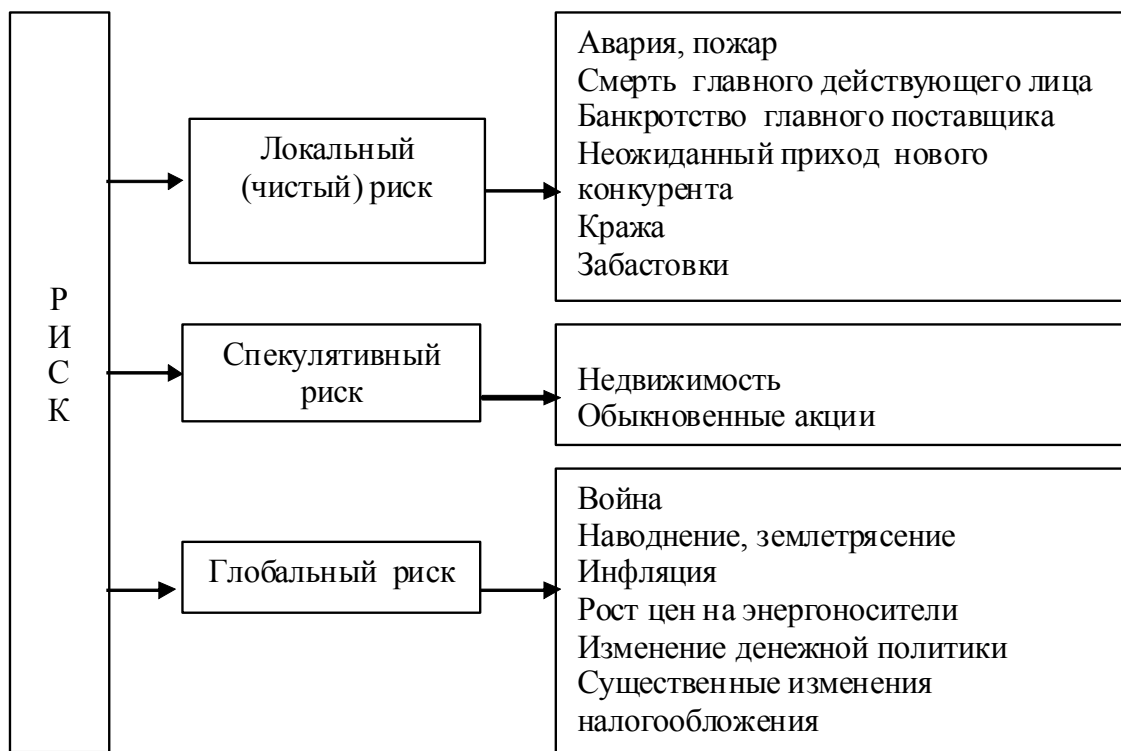 РИСК
Локальный
(чистый) риск
Авария, пожар
Смерть главного действующего лица
Банкротство главного поставщика
Неожиданный приход нового
конкурента
Кража
Забастовки
Спекулятивный
риск
Недвижимость
Обыкновенные акции
Глобальный риск
Война
Наводнение, землетрясение
Инфляция
Рост цен на энергоносители
Изменение денежной политики
Существенные изменения
налогообложения